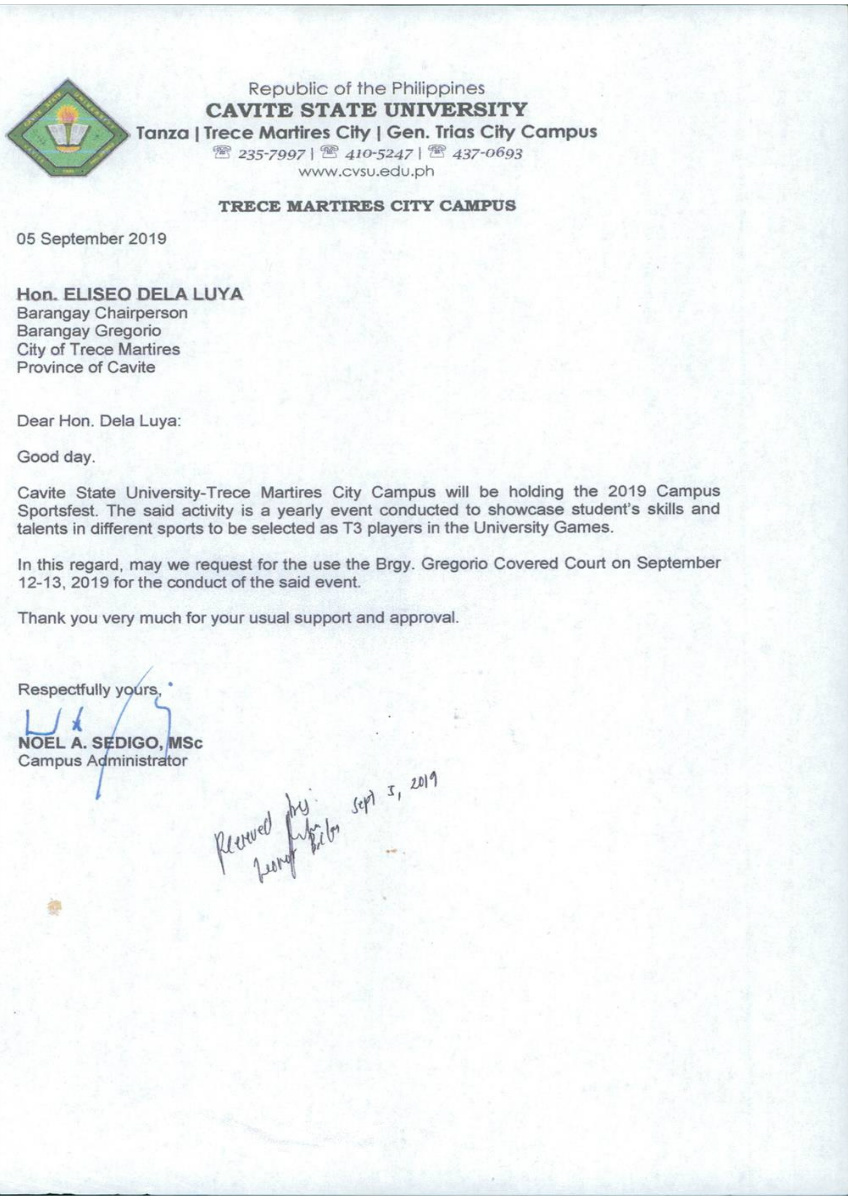 Republic of the Philippines
CAVITE STATE UNIVERSITY
Tanza | Trece Martires City | Gen. Trias City Campus
☏ 235-7997 | ☏ 410-5247 | ☏ 437-0693
www.cvsu.edu.ph
TRECE MARTIRES CITY CAMPUS
05 September 2019
Hon. ELISEO DELA LUYA
Barangay Chairperson
Barangay Gregorio
City of Trece Martires
Province of Cavite
Dear Hon. Dela Luya:
Good day.
Cavite State University-Trece Martires City Campus will be holding the 2019 Campus
Sportsfest. The said activity is a yearly event conducted to showcase student's skills and
talents in different sports to be selected as T3 players in the University Games.
In this regard, may we request for the use the Brgy. Gregorio Covered Court on September
12-13, 2019 for the conduct of the said event.
Thank you very much for your usual support and approval.
Respectfully yours,
NOEL A. SEDIGO, MSc
Campus Administrator
Received by: Sept 5, 2019